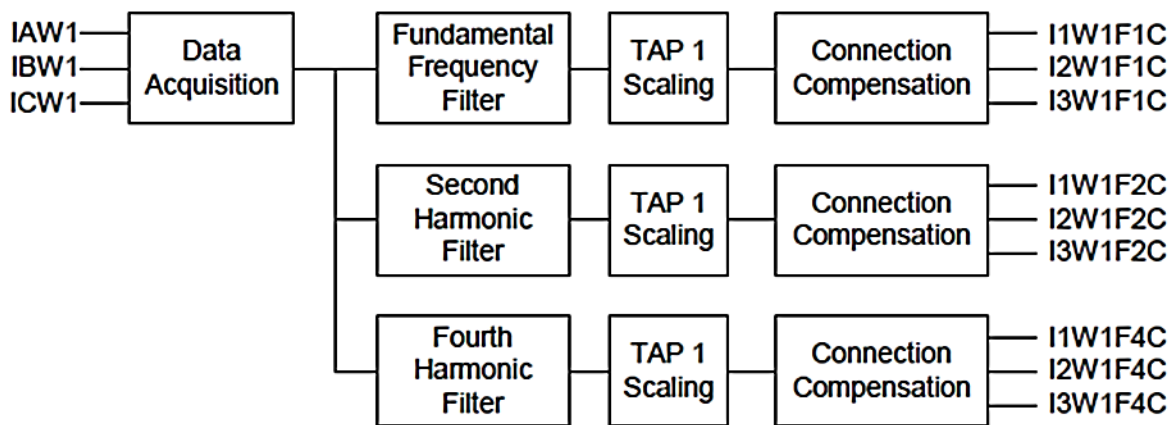 IAW1
IBW1
ICW1
Data
Acquisition
Fundamental
Frequency
Filter
TAP 1
Scaling
Connection
Compensation
I1W1F1C
I2W1F1C
I3W1F1C
Second
Harmonic
Filter
TAP 1
Scaling
Connection
Compensation
I1W1F2C
I2W1F2C
I3W1F2C
Fourth
Harmonic
Filter
TAP 1
Scaling
Connection
Compensation
I1W1F4C
I2W1F4C
I3W1F4C